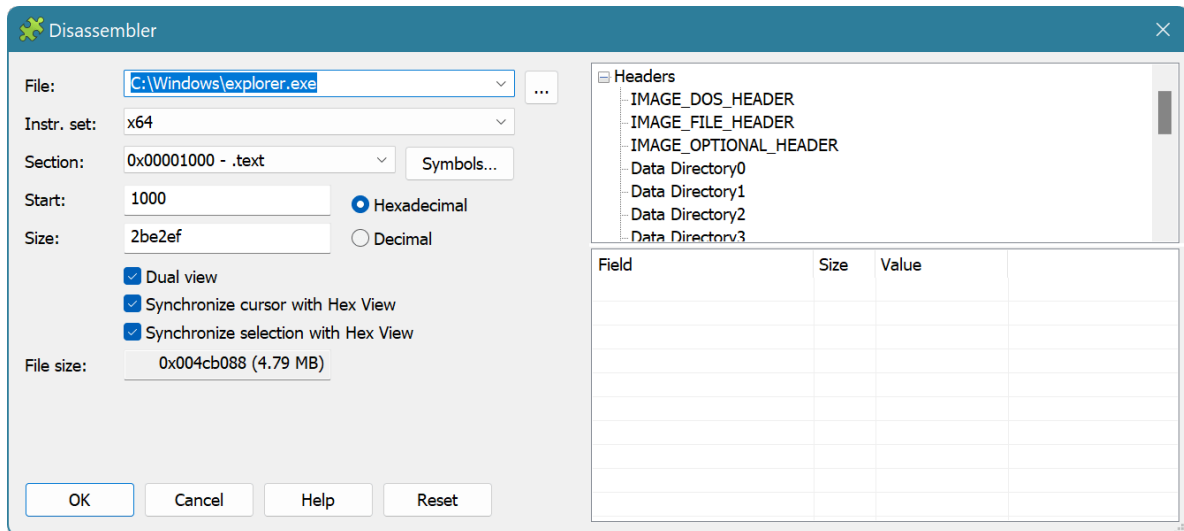 Disassembler
File: C:\Windows\explorer.exe ...
Instr. set: x64
Section: 0x00001000 - .text Symbols...
Start: 1000 Hexadecimal
Size: 2be2ef Decimal
Dual view
Synchronize cursor with Hex View
Synchronize selection with Hex View
File size: 0x004cb088 (4.79 MB)
OK Cancel Help Reset
Headers
IMAGE_DOS_HEADER
IMAGE_FILE_HEADER
IMAGE_OPTIONAL_HEADER
Data Directory0
Data Directory1
Data Directory2
Data Directory3
Field Size Value